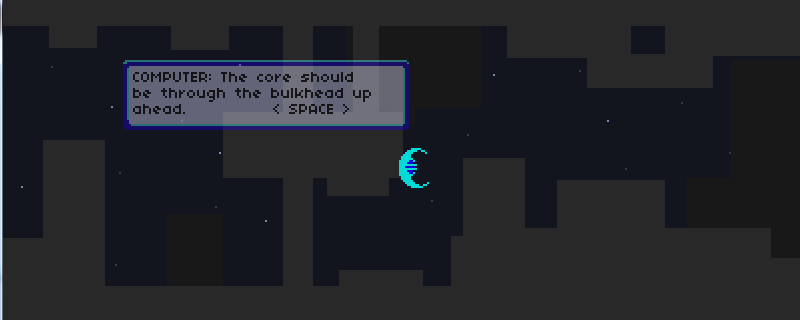 COMPUTER: The core should
be through the bulkhead up
ahead. < SPACE >